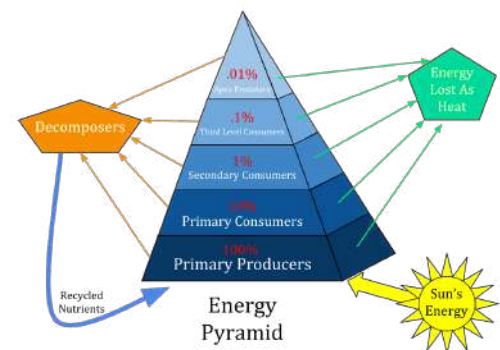 .01%
Apex Predators
.1%
Third Level Consumers
1%
Secondary Consumers
10%
Primary Consumers
100%
Primary Producers
Decomposers
Energy
Lost As
Heat
Recycled
Nutrients
Energy
Pyramid
Sun's
Energy